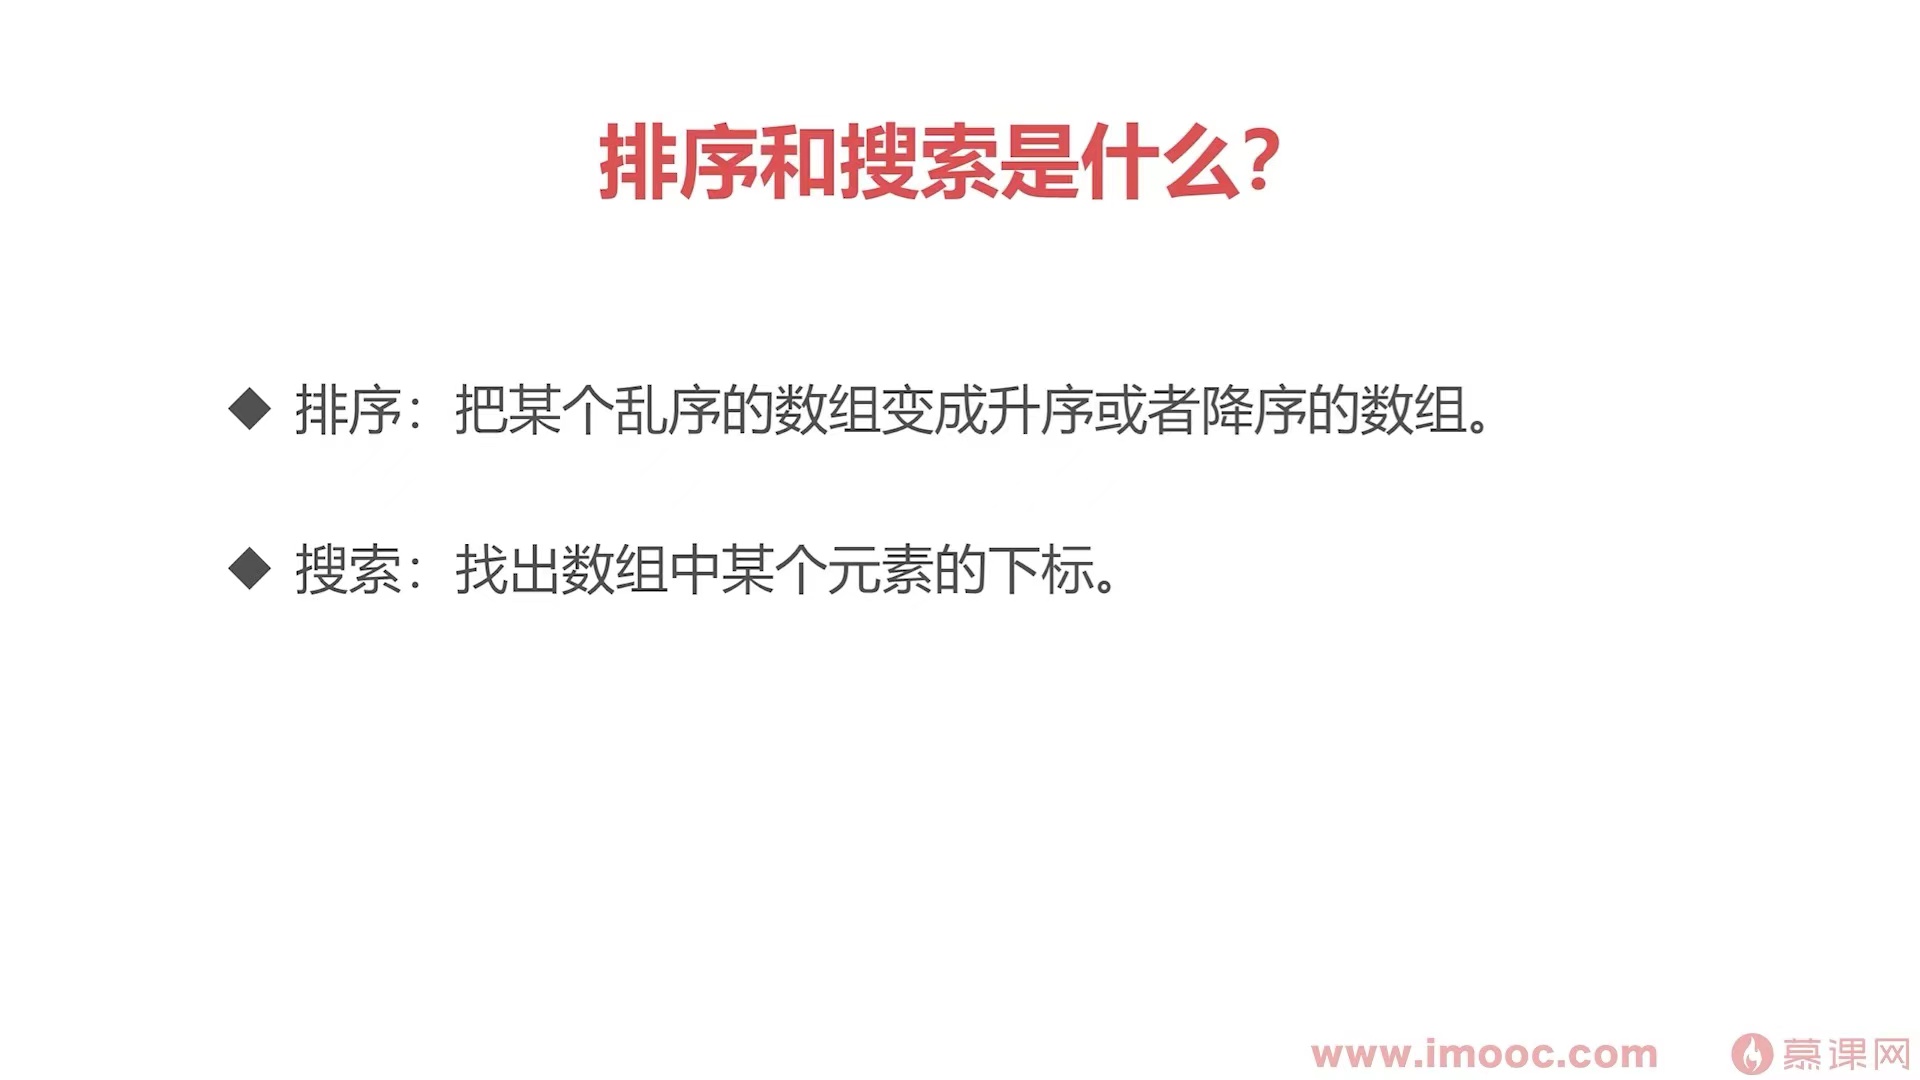 排序和搜索是什么？
◆ 排序：把某个乱序的数组变成升序或者降序的数组。
◆ 搜索：找出数组中某个元素的下标。
www.imooc.com 慕课网